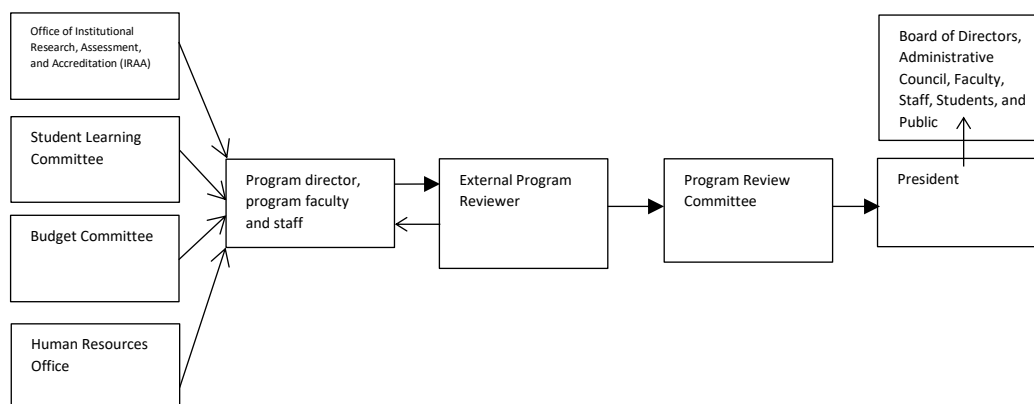 Office of Institutional
Research, Assessment,
and Accreditation (IRAA)
Student Learning
Committee
Budget Committee
Human Resources
Office
Program director,
program faculty
and staff
External Program
Reviewer
Program Review
Committee
President
Board of Directors,
Administrative
Council, Faculty,
Staff, Students, and
Public